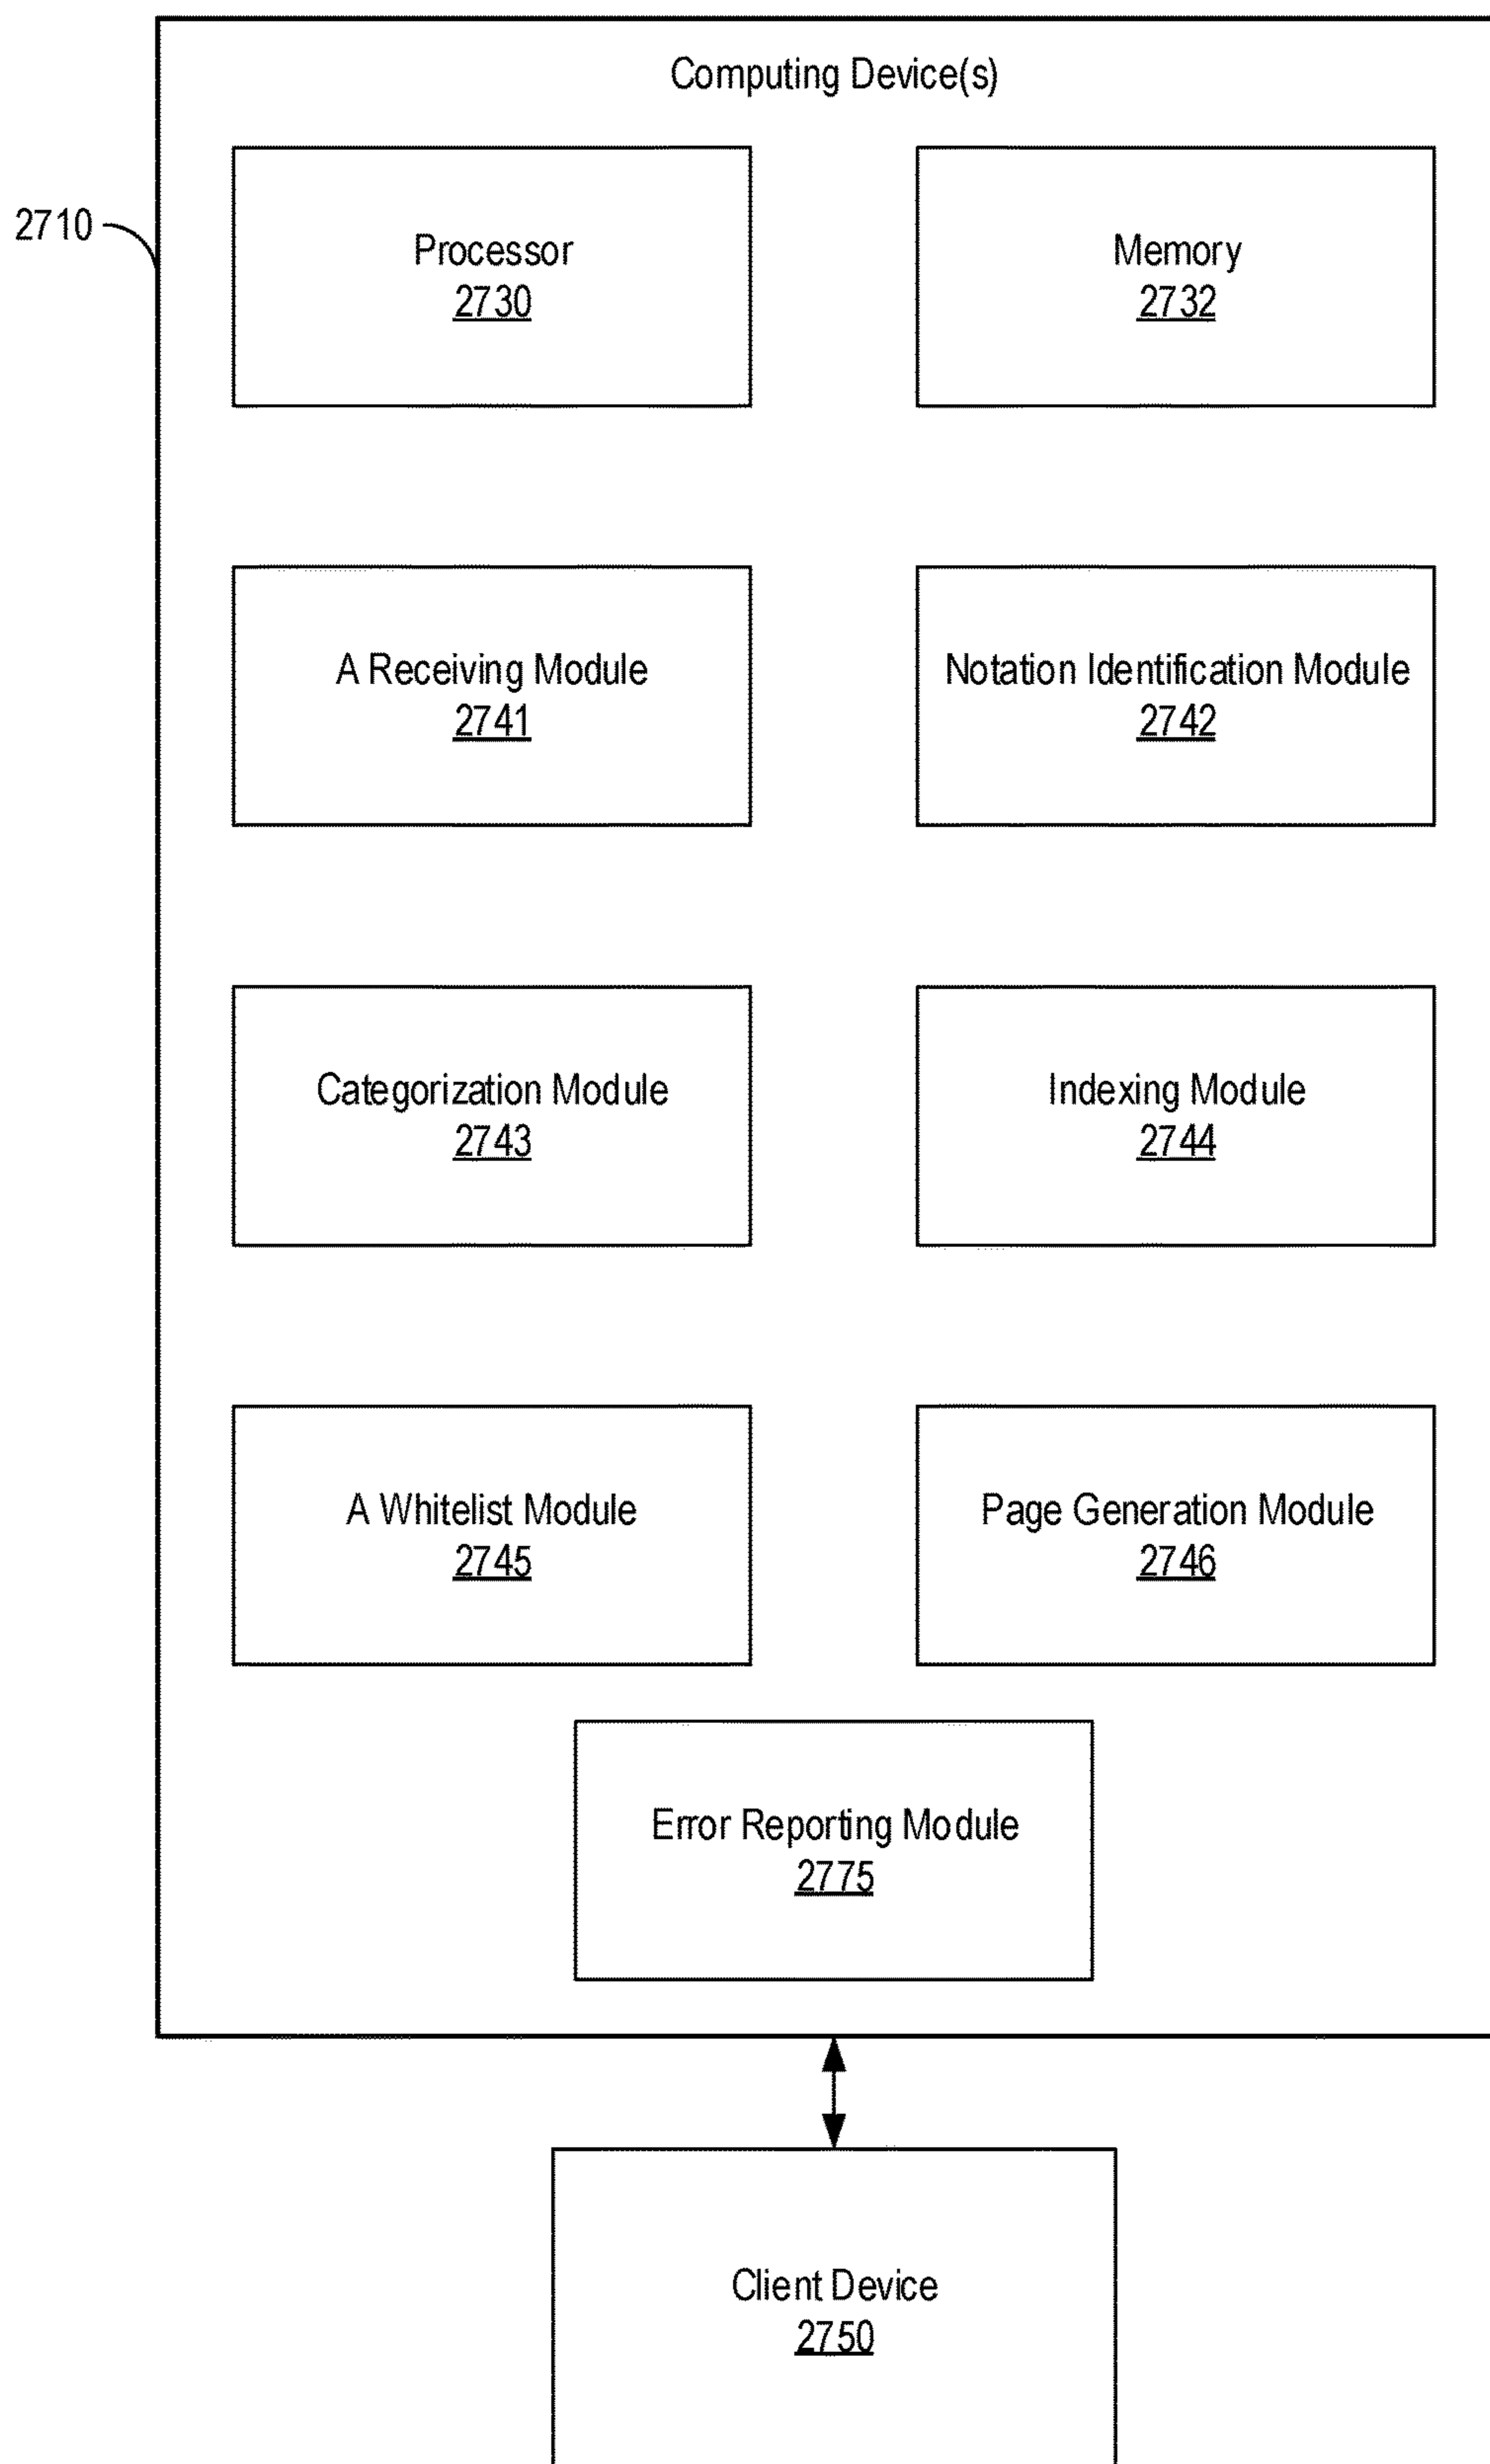 Computing Device(s)
2710
Processor
2730
Memory
2732
A Receiving Module
2741
Notation Identification Module
2742
Categorization Module
2743
Indexing Module
2744
A Whitelist Module
2745
Page Generation Module
2746
Error Reporting Module
2775
Client Device
2750